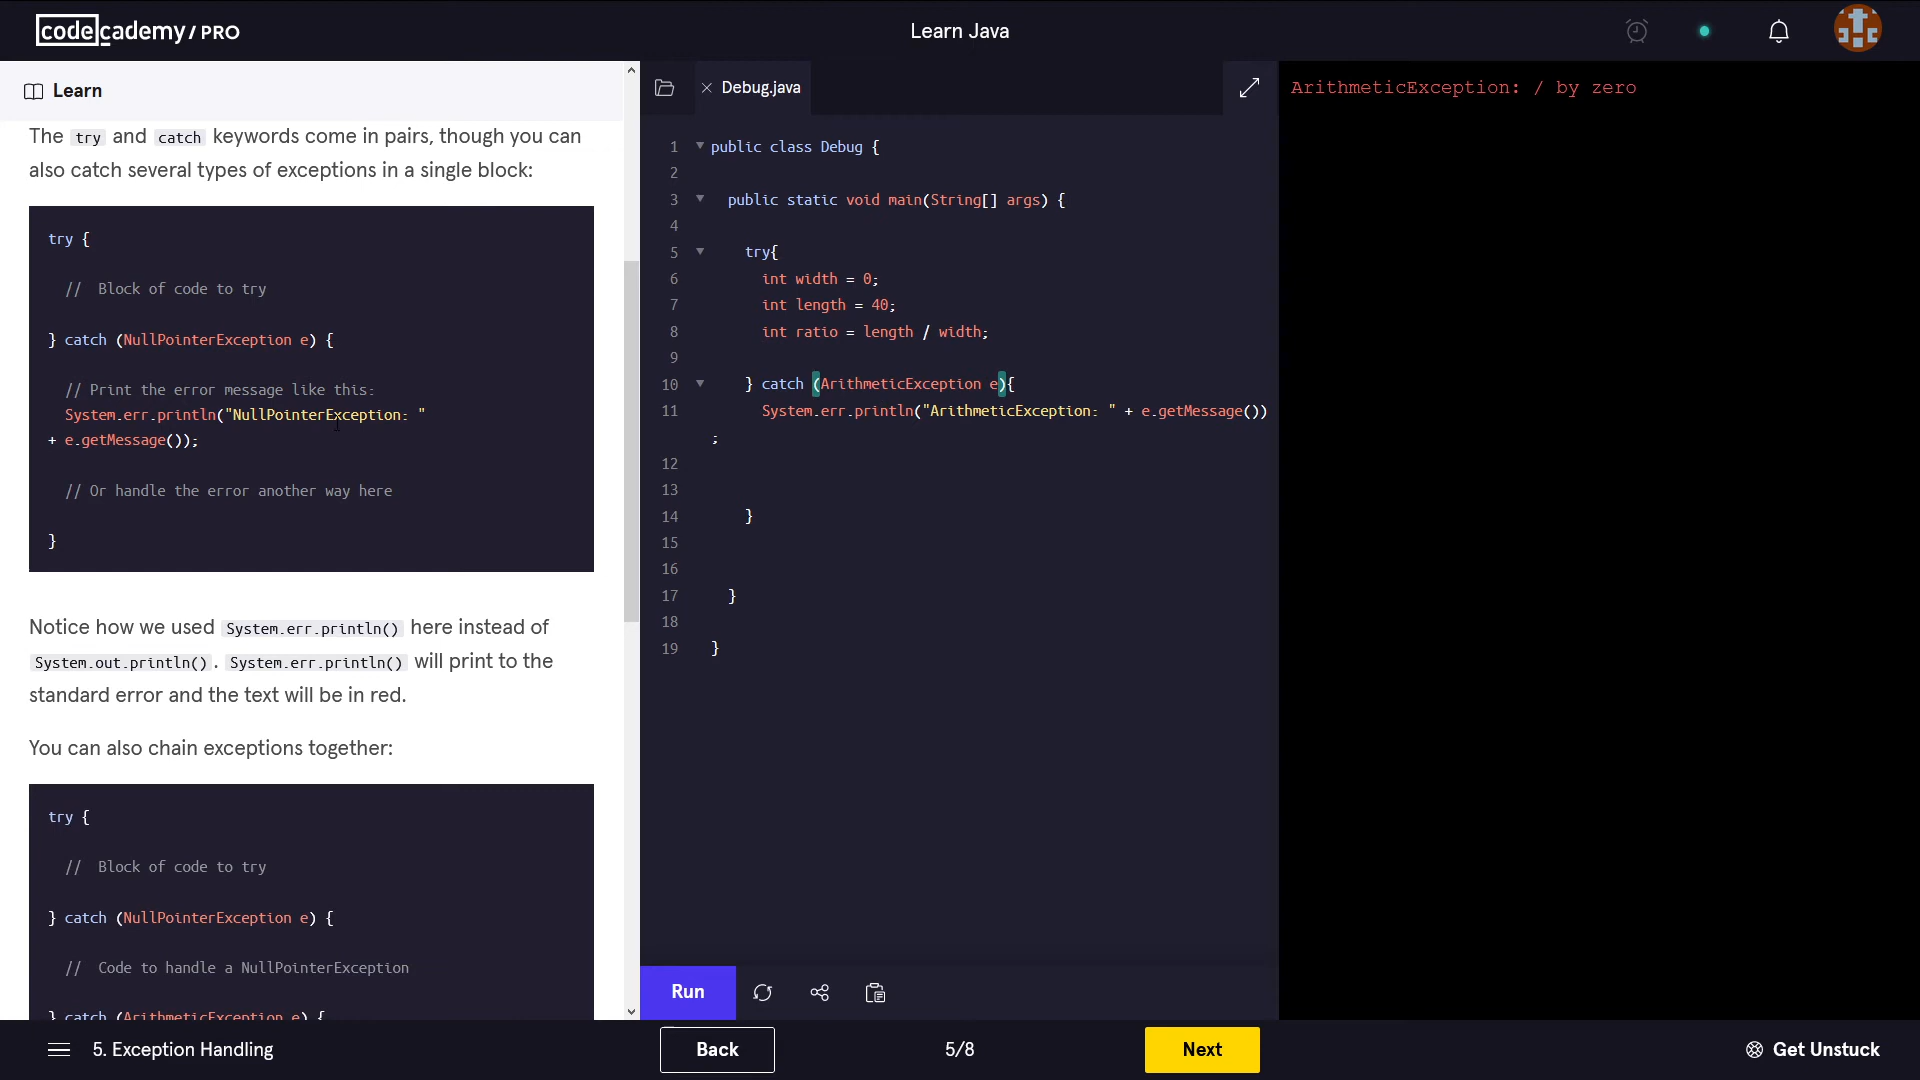 codecademy / PRO
Learn Java
Learn
The try and catch keywords come in pairs, though you can
also catch several types of exceptions in a single block:
try {
// Block of code to try
} catch (NullPointerException e) {
// Print the error message like this:
System.err.println("NullPointerException: "
+ e.getMessage());
// Or handle the error another way here
}
Notice how we used System.err.println() here instead of
System.out.println() . System.err.println() will print to the
standard error and the text will be in red.
You can also chain exceptions together:
try {
// Block of code to try
} catch (NullPointerException e) {
// Code to handle a NullPointerException
} catch (ArithmeticException e) {
Debug.java
1 public class Debug {
2
3 public static void main(String[] args) {
4
5 try{
6 int width = 0;
7 int length = 40;
8 int ratio = length / width;
9
10 } catch (ArithmeticException e){
11 System.err.println("ArithmeticException: " + e.getMessage())
;
12
13
14 }
15
16
17 }
18
19 }
ArithmeticException: / by zero
Run
5. Exception Handling
Back
5/8
Next
Get Unstuck